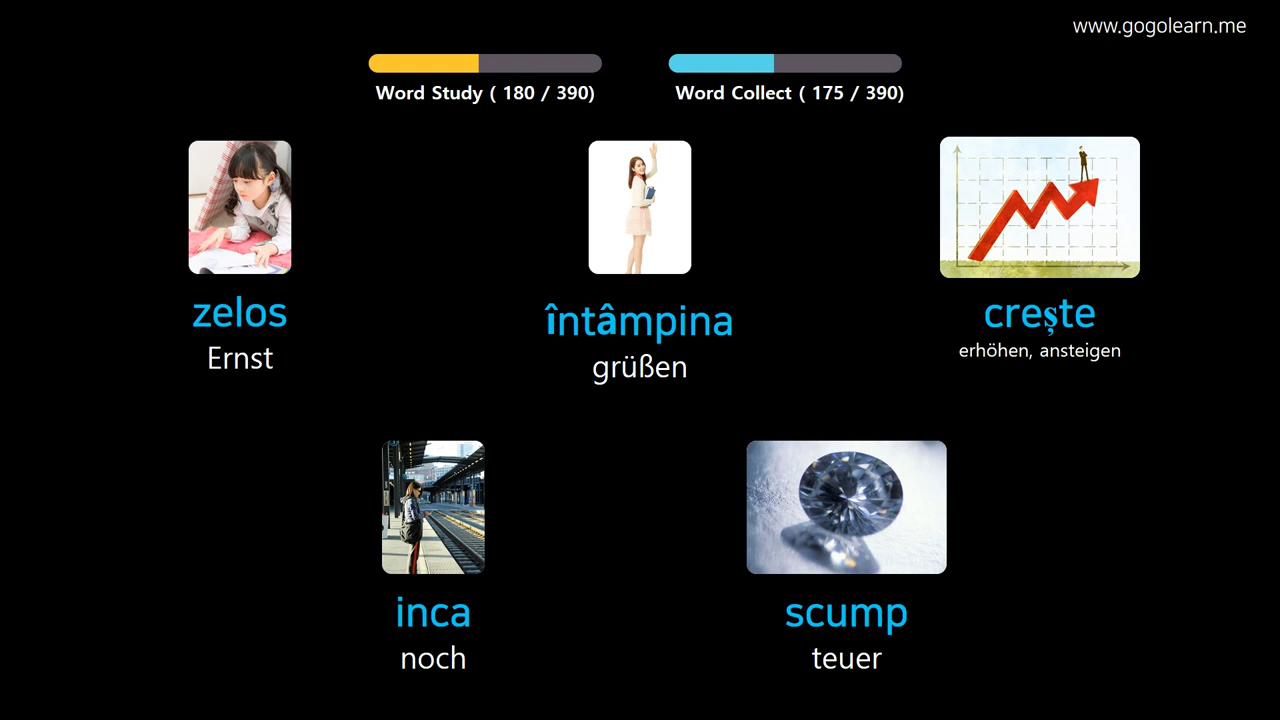 www.gogolearn.me
Word Study ( 180 / 390)
Word Collect ( 175 / 390)
zelos
Ernst
întâmpina
grüßen
crește
erhöhen, ansteigen
inca
noch
scump
teuer